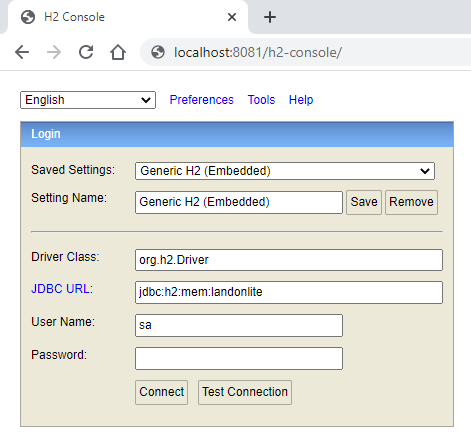 H2 Console
localhost:8081/h2-console/
English Preferences Tools Help
Login
Saved Settings: Generic H2 (Embedded)
Setting Name: Generic H2 (Embedded) Save Remove
Driver Class: org.h2.Driver
JDBC URL: jdbc:h2:mem:landonlite
User Name: sa
Password:
Connect Test Connection